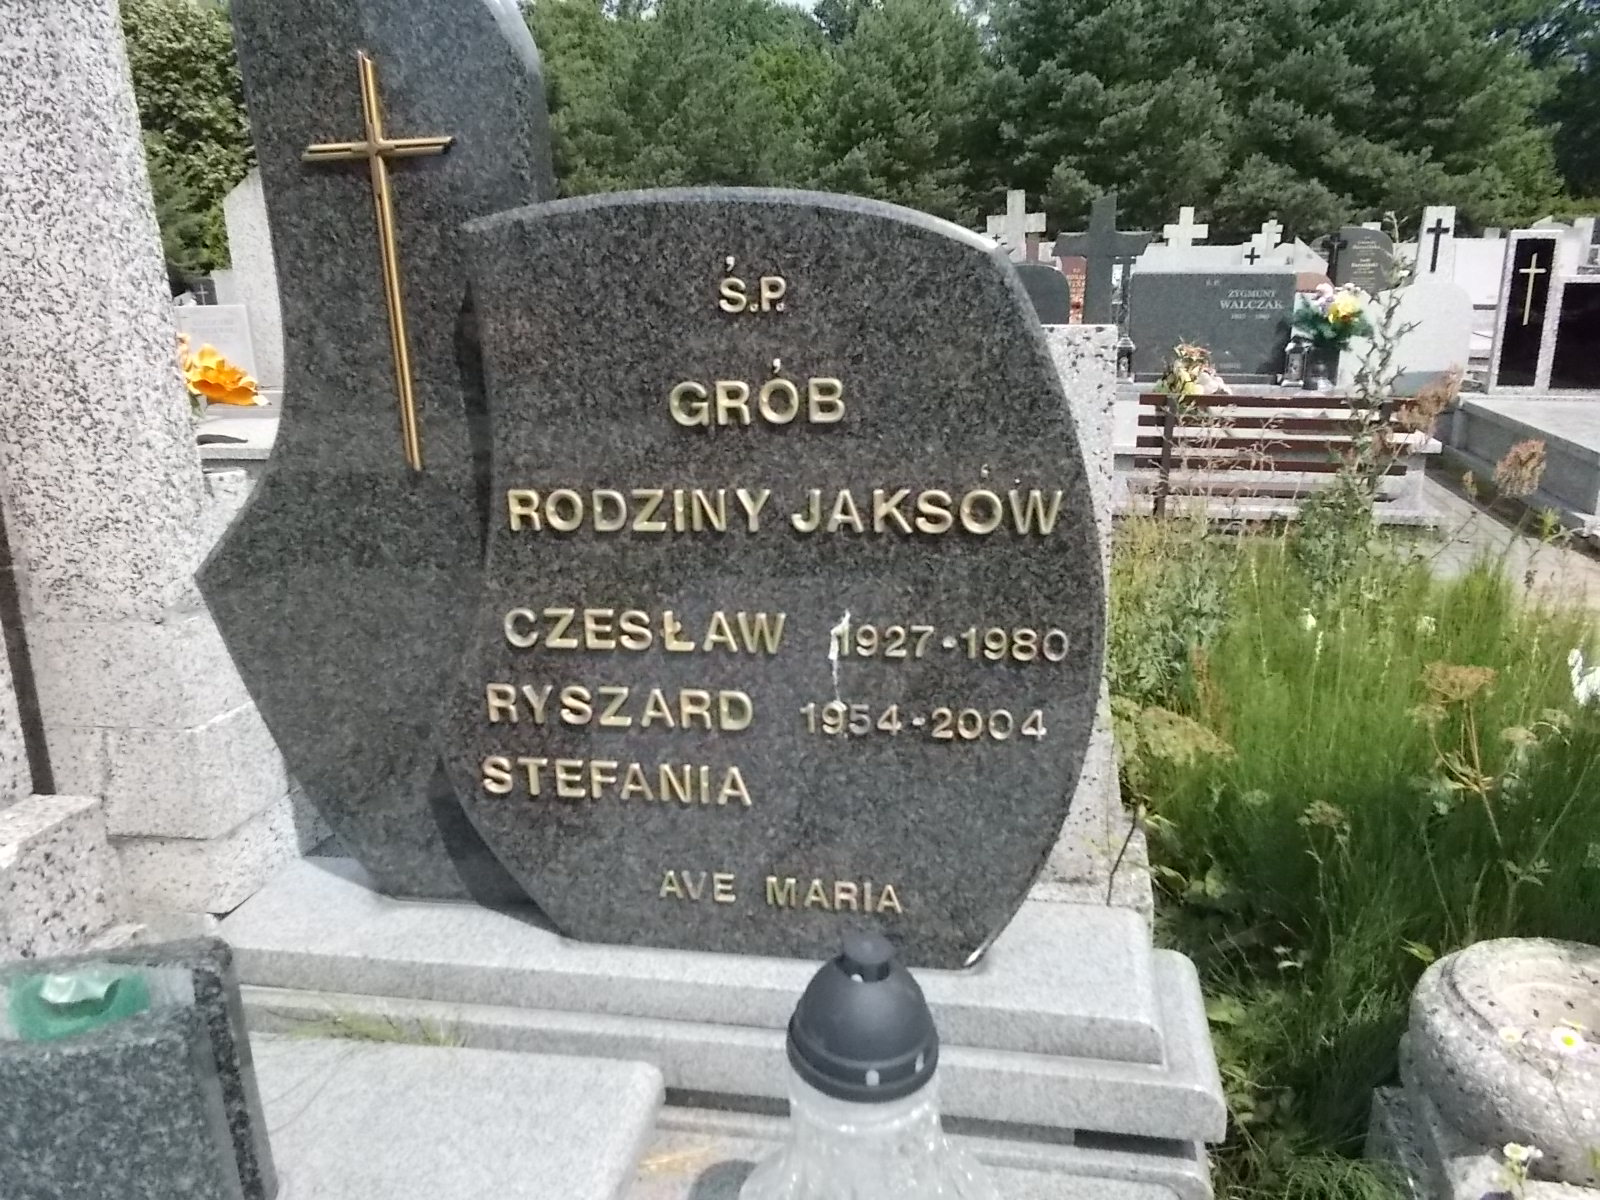 Ś.P.
GRÓB
RODZINY JAKSÓW
CZESŁAW 1927-1980
RYSZARD 1954-2004
STEFANIA
AVE MARIA
Ś.P.
ZYGMUNT
WALCZAK